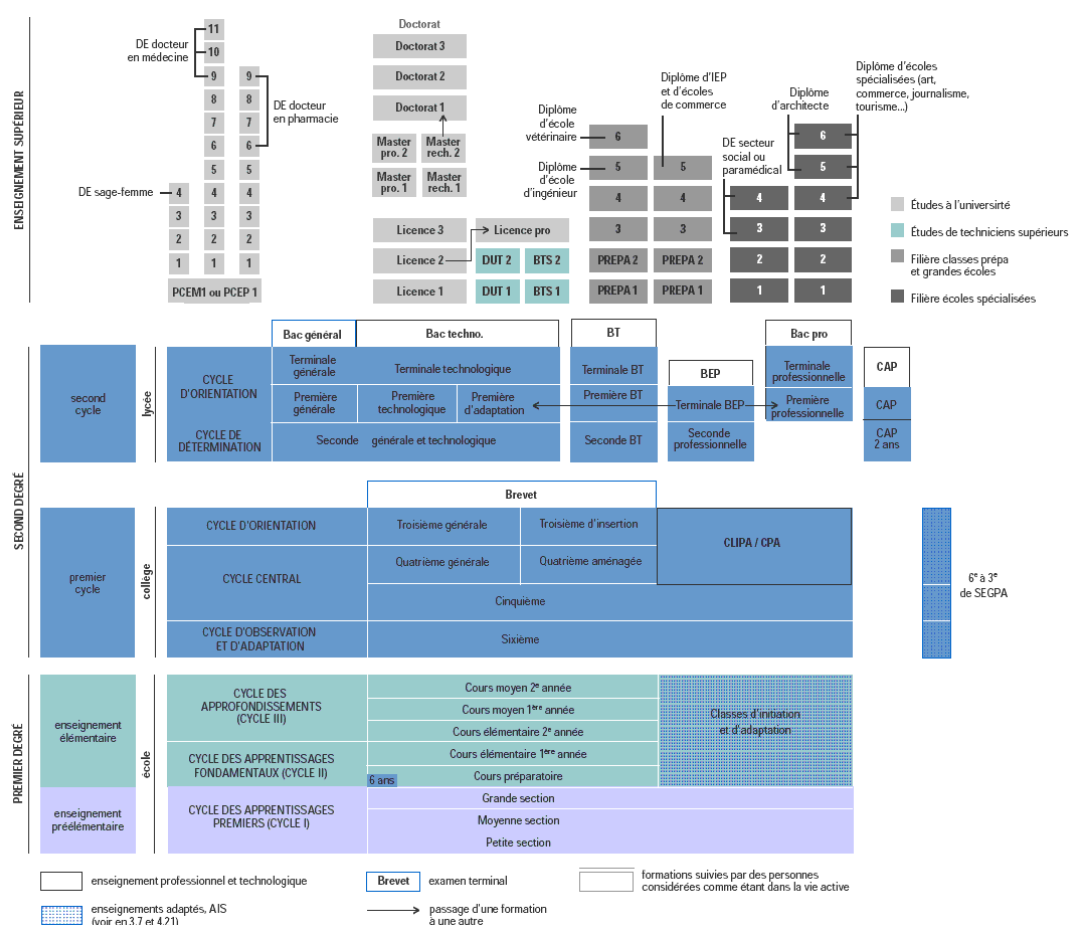 ENSEIGNEMENT SUPÉRIEUR
DE docteur
en médecine
11
10
9
8
7
6
5
4
3
2
1
9
8
7
6
5
4
3
2
1
DE docteur
en pharmacie
DE sage-femme
4
3
2
1
PCEM1 ou PCEP 1
Doctorat
Doctorat 3
Doctorat 2
Doctorat 1
Master
pro. 2
Master
rech. 2
Master
pro. 1
Master
rech. 1
Licence 3
Licence pro
Licence 2
DUT 2
BTS 2
Licence 1
DUT 1
BTS 1
Diplôme
d'école
vétérinaire
Diplôme
d'école
d'ingénieur
6
5
4
3
PREPA 2
PREPA 1
Diplôme d'IEP
et d'écoles
de commerce
5
4
3
PREPA 2
PREPA 1
DE secteur
social ou
paramédical
4
3
2
1
Diplôme
d'architecte
Diplôme d'écoles
spécialisées (art,
commerce, journalisme,
tourisme...)
6
5
4
3
2
1
Études à l'université
Études de techniciens supérieurs
Filière classes prépa
et grandes écoles
Filière écoles spécialisées
SECOND DEGRÉ
second
cycle
lycée
CYCLE
D'ORIENTATION
CYCLE DE
DÉTERMINATION
Bac général
Bac techno.
BT
BEP
Bac pro
CAP
Terminale
générale
Terminale technologique
Terminale BT
Terminale
professionnelle
Première
générale
Première
technologique
Première
d'adaptation
Première BT
Terminale BEP
Première
professionnelle
CAP
Seconde générale et technologique
Seconde BT
Seconde
professionnelle
CAP
2 ans
premier
cycle
collège
Brevet
CYCLE D'ORIENTATION
Troisième générale
Troisième d'insertion
CLIPA / CPA
CYCLE CENTRAL
Quatrième générale
Quatrième aménagée
Cinquième
CYCLE D'OBSERVATION
ET D'ADAPTATION
Sixième
6e à 3e
de SEGPA
PREMIER DEGRÉ
enseignement
élémentaire
enseignement
préélémentaire
école
CYCLE DES
APPROFONDISSEMENTS
(CYCLE III)
Cours moyen 2e année
Cours moyen 1ère année
Cours élémentaire 2e année
Classes d'initiation
et d'adaptation
CYCLE DES APPRENTISSAGES
FONDAMENTAUX (CYCLE II)
Cours élémentaire 1ère année
6 ans
Cours préparatoire
CYCLE DES APPRENTISSAGES
PREMIERS (CYCLE I)
Grande section
Moyenne section
Petite section
enseignement professionnel et technologique
Brevet
examen terminal
formations suivies par des personnes
considérées comme étant dans la vie active
enseignements adaptés, AIS
(voir en 3.7 et 4.21)
passage d'une formation
à une autre